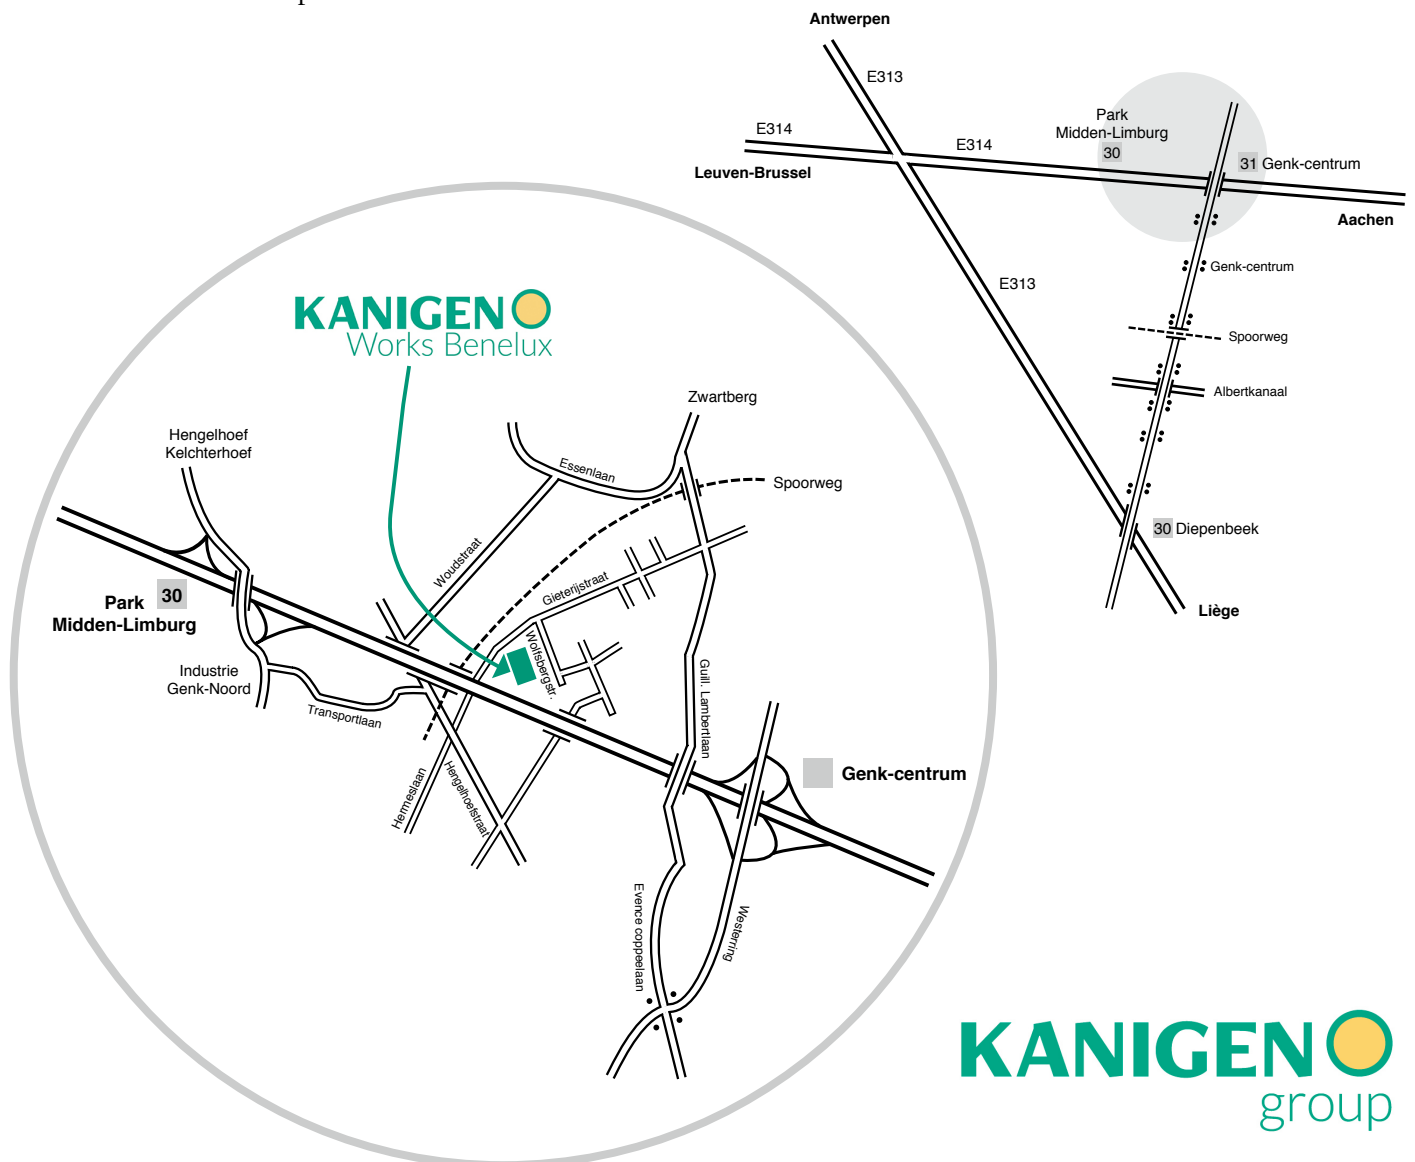 Antwerpen
E313
E314
E314
Park
Midden-Limburg
30
31 Genk-centrum
Leuven-Brussel
Aachen
Genk-centrum
E313
Spoorweg
Albertkanaal
30 Diepenbeek
Liège
KANIGEN
Works Benelux
Zwartberg
Hengelhoef
Kelchterhoef
Essenlaan
Spoorweg
Woudstraat
Gieterijstraat
Park 30
Midden-Limburg
Wolfsbergstr.
Industrie
Genk-Noord
Transportlaan
Guill. Lambertlaan
Hermeslaan
Hengelhoefstraat
Genk-centrum
Evence coppeelaan
Westerring
KANIGEN
group